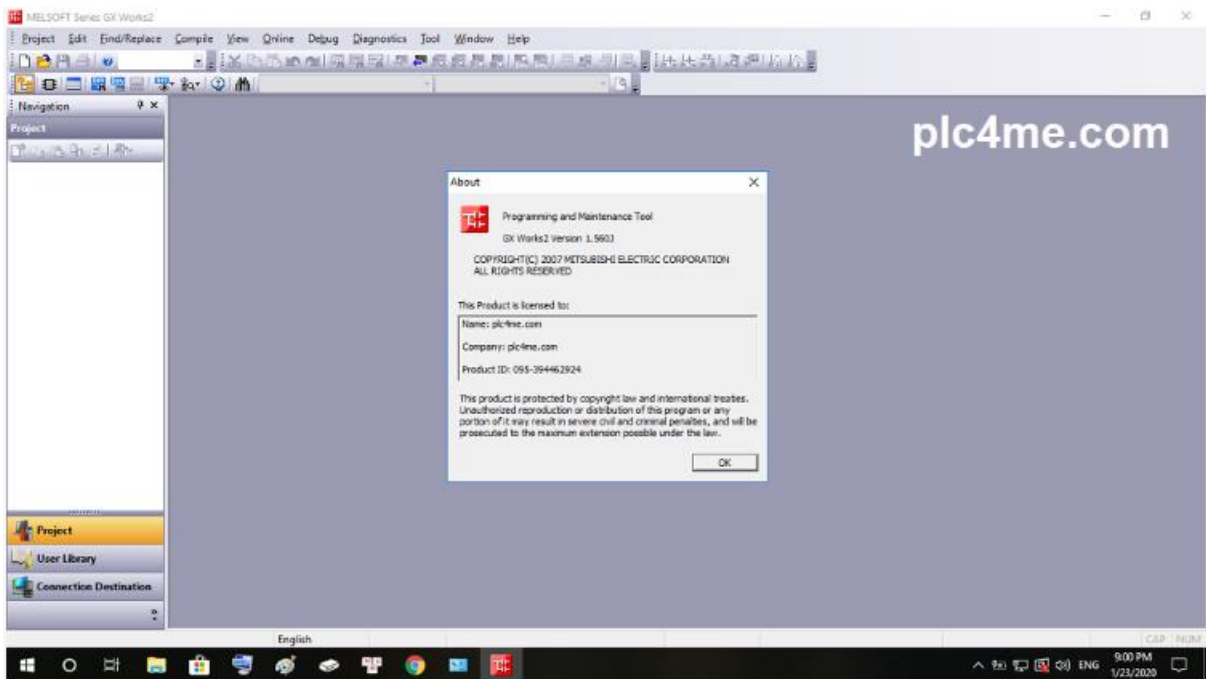 MELSOFT Series GX Works2
Project Edit Find/Replace Compile View Online Debug Diagnostics Tool Window Help
Navigation
Project
plc4me.com
About
Programming and Maintenance Tool
GX Works2 Version 1.560J
COPYRIGHT(C) 2007 MITSUBISHI ELECTRIC CORPORATION
ALL RIGHTS RESERVED
This Product is licensed to:
Name: plc4me.com
Company: plc4me.com
Product ID: 095-394462924
This product is protected by copyright law and international treaties.
Unauthorized reproduction or distribution of this program or any
portion of it may result in severe civil and criminal penalties, and will be
prosecuted to the maximum extension possible under the law.
OK
Project
User Library
Connection Destination
English
CAP NUM
ENG
9:00 PM
1/23/2020